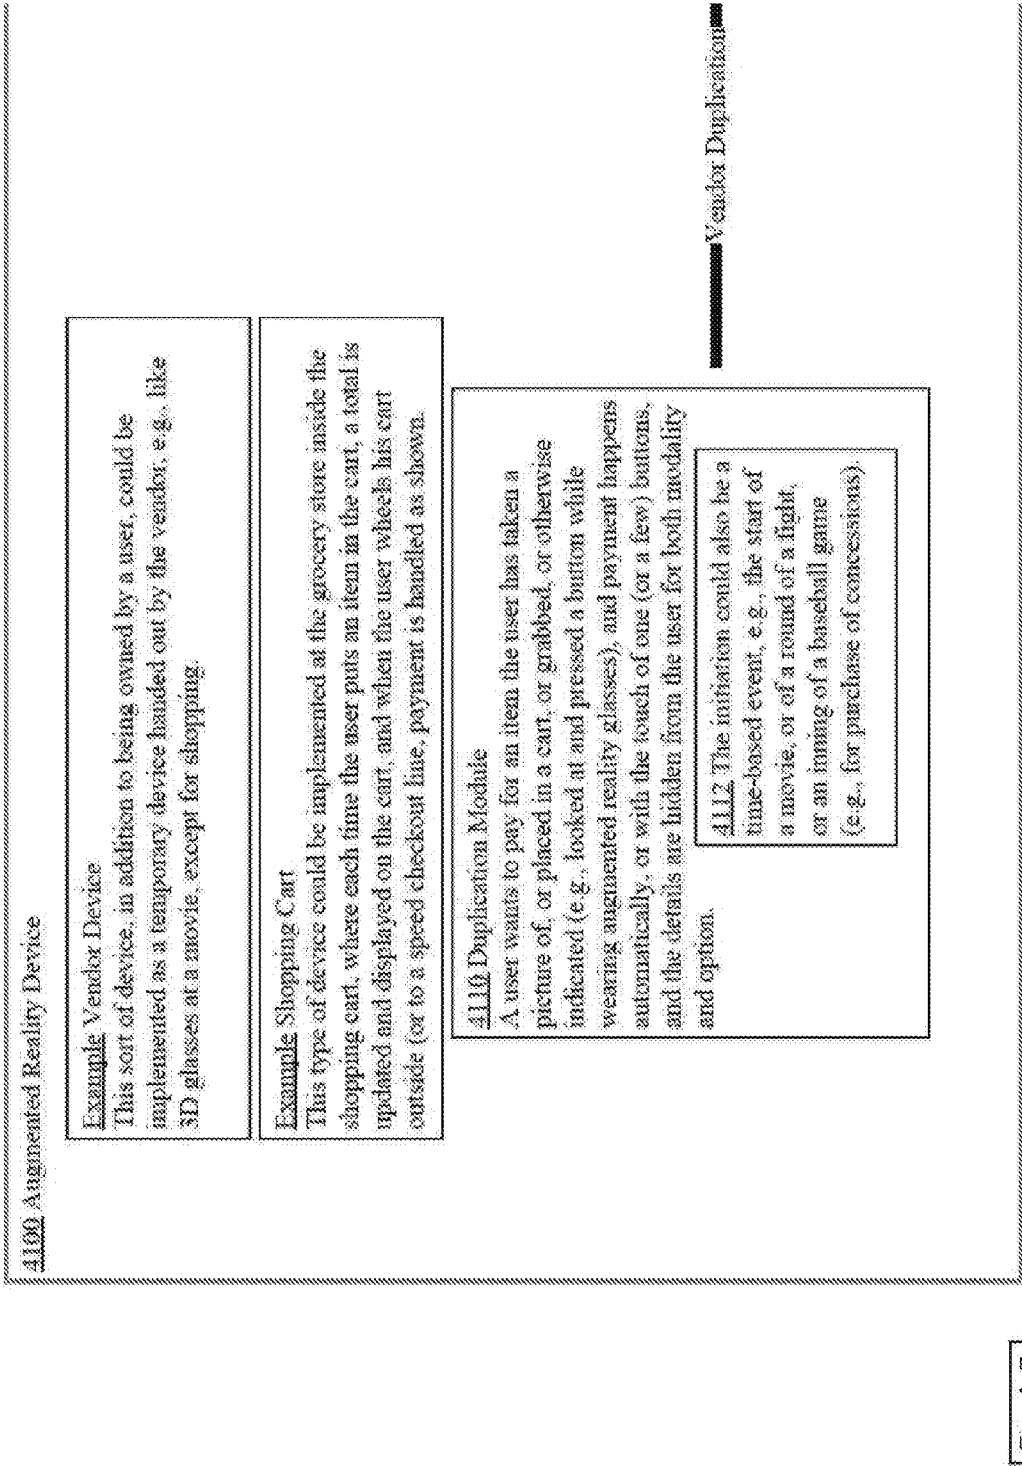 4100 Augmented Reality Device
Example Vendor Device
This sort of device, in addition to being owned by a user, could be
implemented as a temporary device handed out by the vendor, e.g., like
3D glasses at a movie, except for shopping.
Example Shopping Cart
This type of device could be implemented at the grocery store inside the
shopping cart, where each time the user puts an item in the cart, a total is
updated and displayed on the cart, and when the user wheels his cart
outside (or to a speed checkout line, payment is handled as shown.
4110 Duplication Module
A user wants to pay for an item the user has taken a
picture of, or placed in a cart, or grabbed, or otherwise
indicated (e.g., looked at and pressed a button while
wearing augmented reality glasses), and payment happens
automatically, or with the touch of one (or a few) buttons,
and the details are hidden from the user for both modality
and option.
4112 The initiation could also be a
time-based event, e.g., the start of
a movie, or of a round of a fight,
or an inning of a baseball game
(e.g., for purchase of concessions).
Vendor Duplication